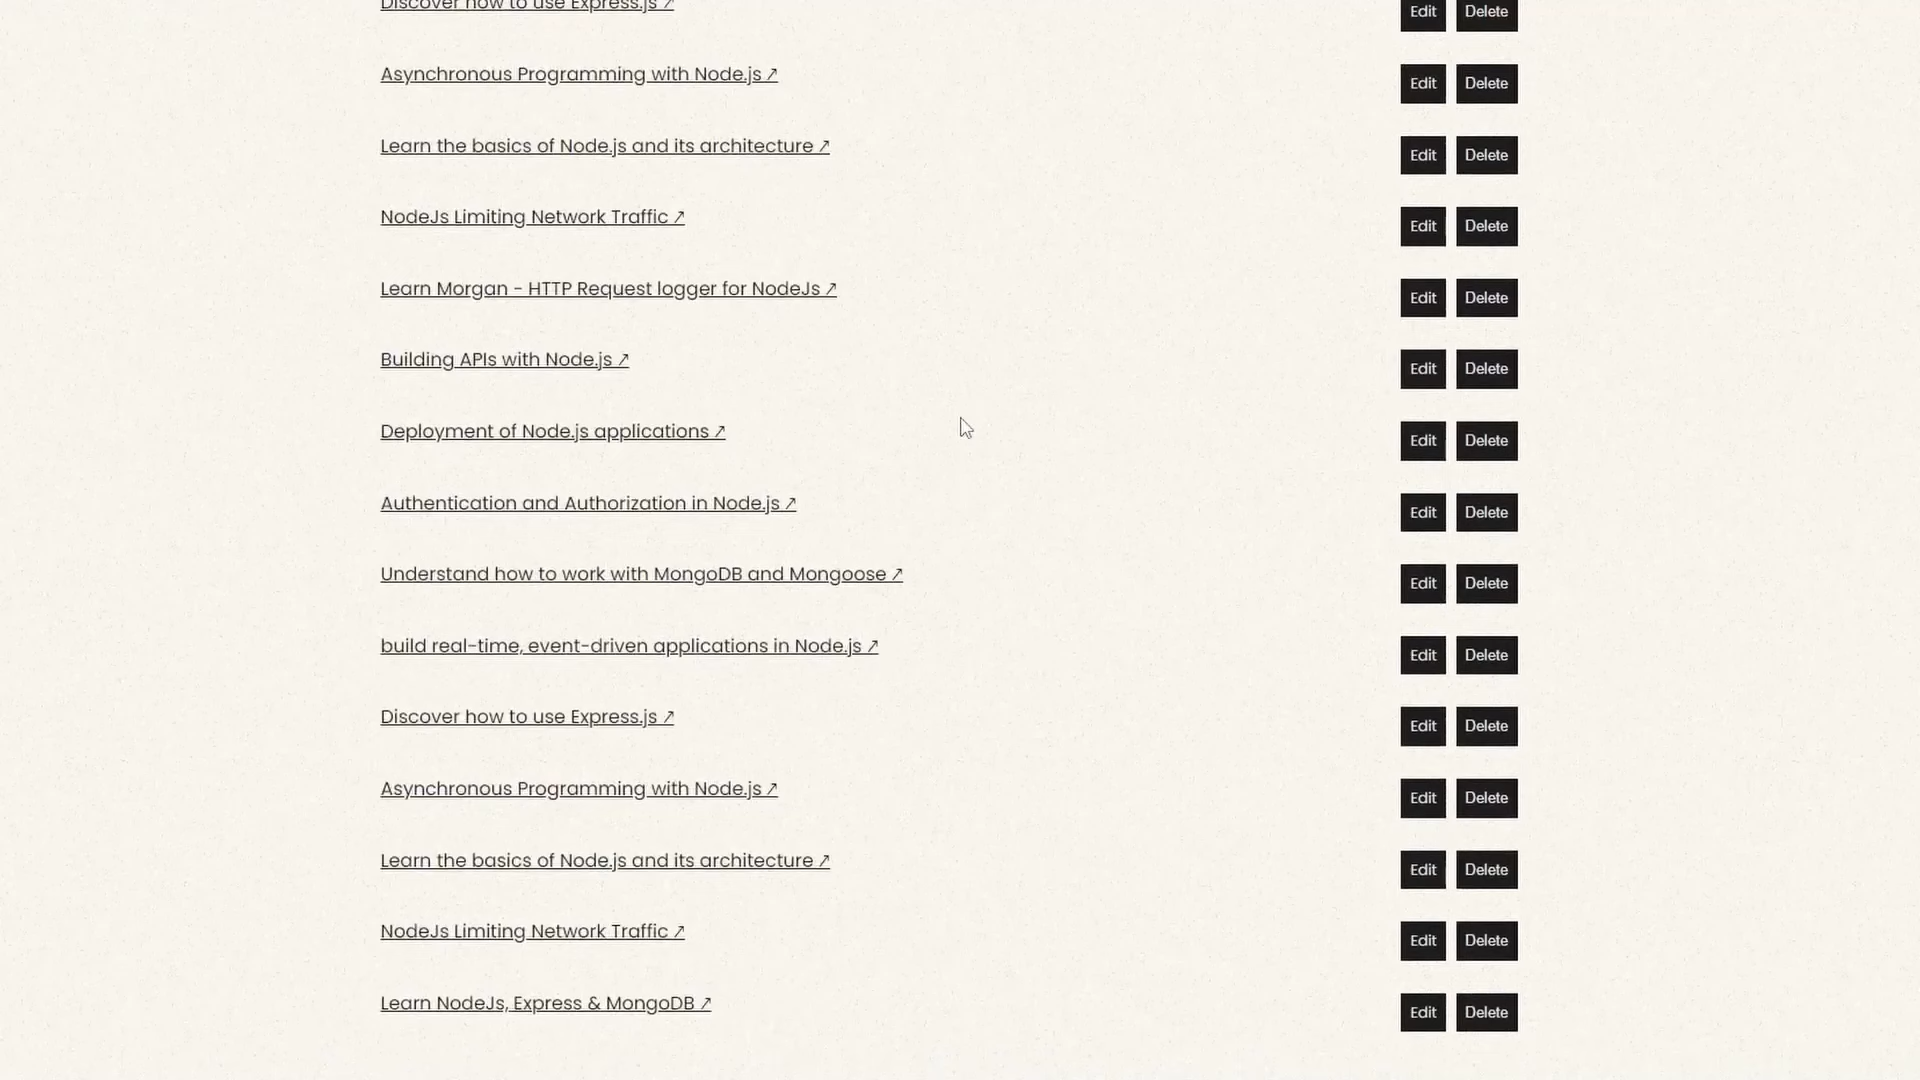 Discover how to use Express.js ↗ Edit Delete
Asynchronous Programming with Node.js ↗ Edit Delete
Learn the basics of Node.js and its architecture ↗ Edit Delete
NodeJs Limiting Network Traffic ↗ Edit Delete
Learn Morgan - HTTP Request logger for NodeJs ↗ Edit Delete
Building APIs with Node.js ↗ Edit Delete
Deployment of Node.js applications ↗ Edit Delete
Authentication and Authorization in Node.js ↗ Edit Delete
Understand how to work with MongoDB and Mongoose ↗ Edit Delete
build real-time, event-driven applications in Node.js ↗ Edit Delete
Discover how to use Express.js ↗ Edit Delete
Asynchronous Programming with Node.js ↗ Edit Delete
Learn the basics of Node.js and its architecture ↗ Edit Delete
NodeJs Limiting Network Traffic ↗ Edit Delete
Learn NodeJs, Express & MongoDB ↗ Edit Delete